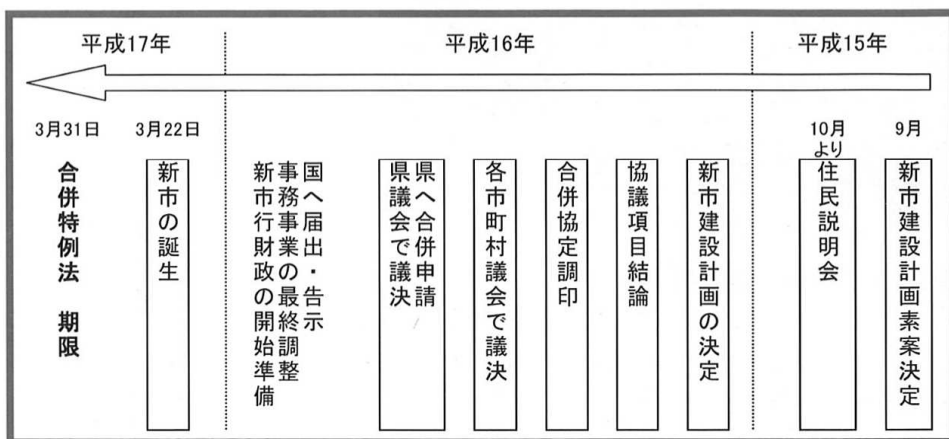 平成15年
平成16年
平成17年
9月
新市建設計画素案決定
10月
より
住民説明会
新市建設計画の決定
協議項目結論
合併協定調印
各市町村議会で議決
県へ合併申請
県議会で議決
国へ届出・告示
事務事業の最終調整
新市行財政の開始準備
3月22日
新市の誕生
3月31日
合併特例法　期限